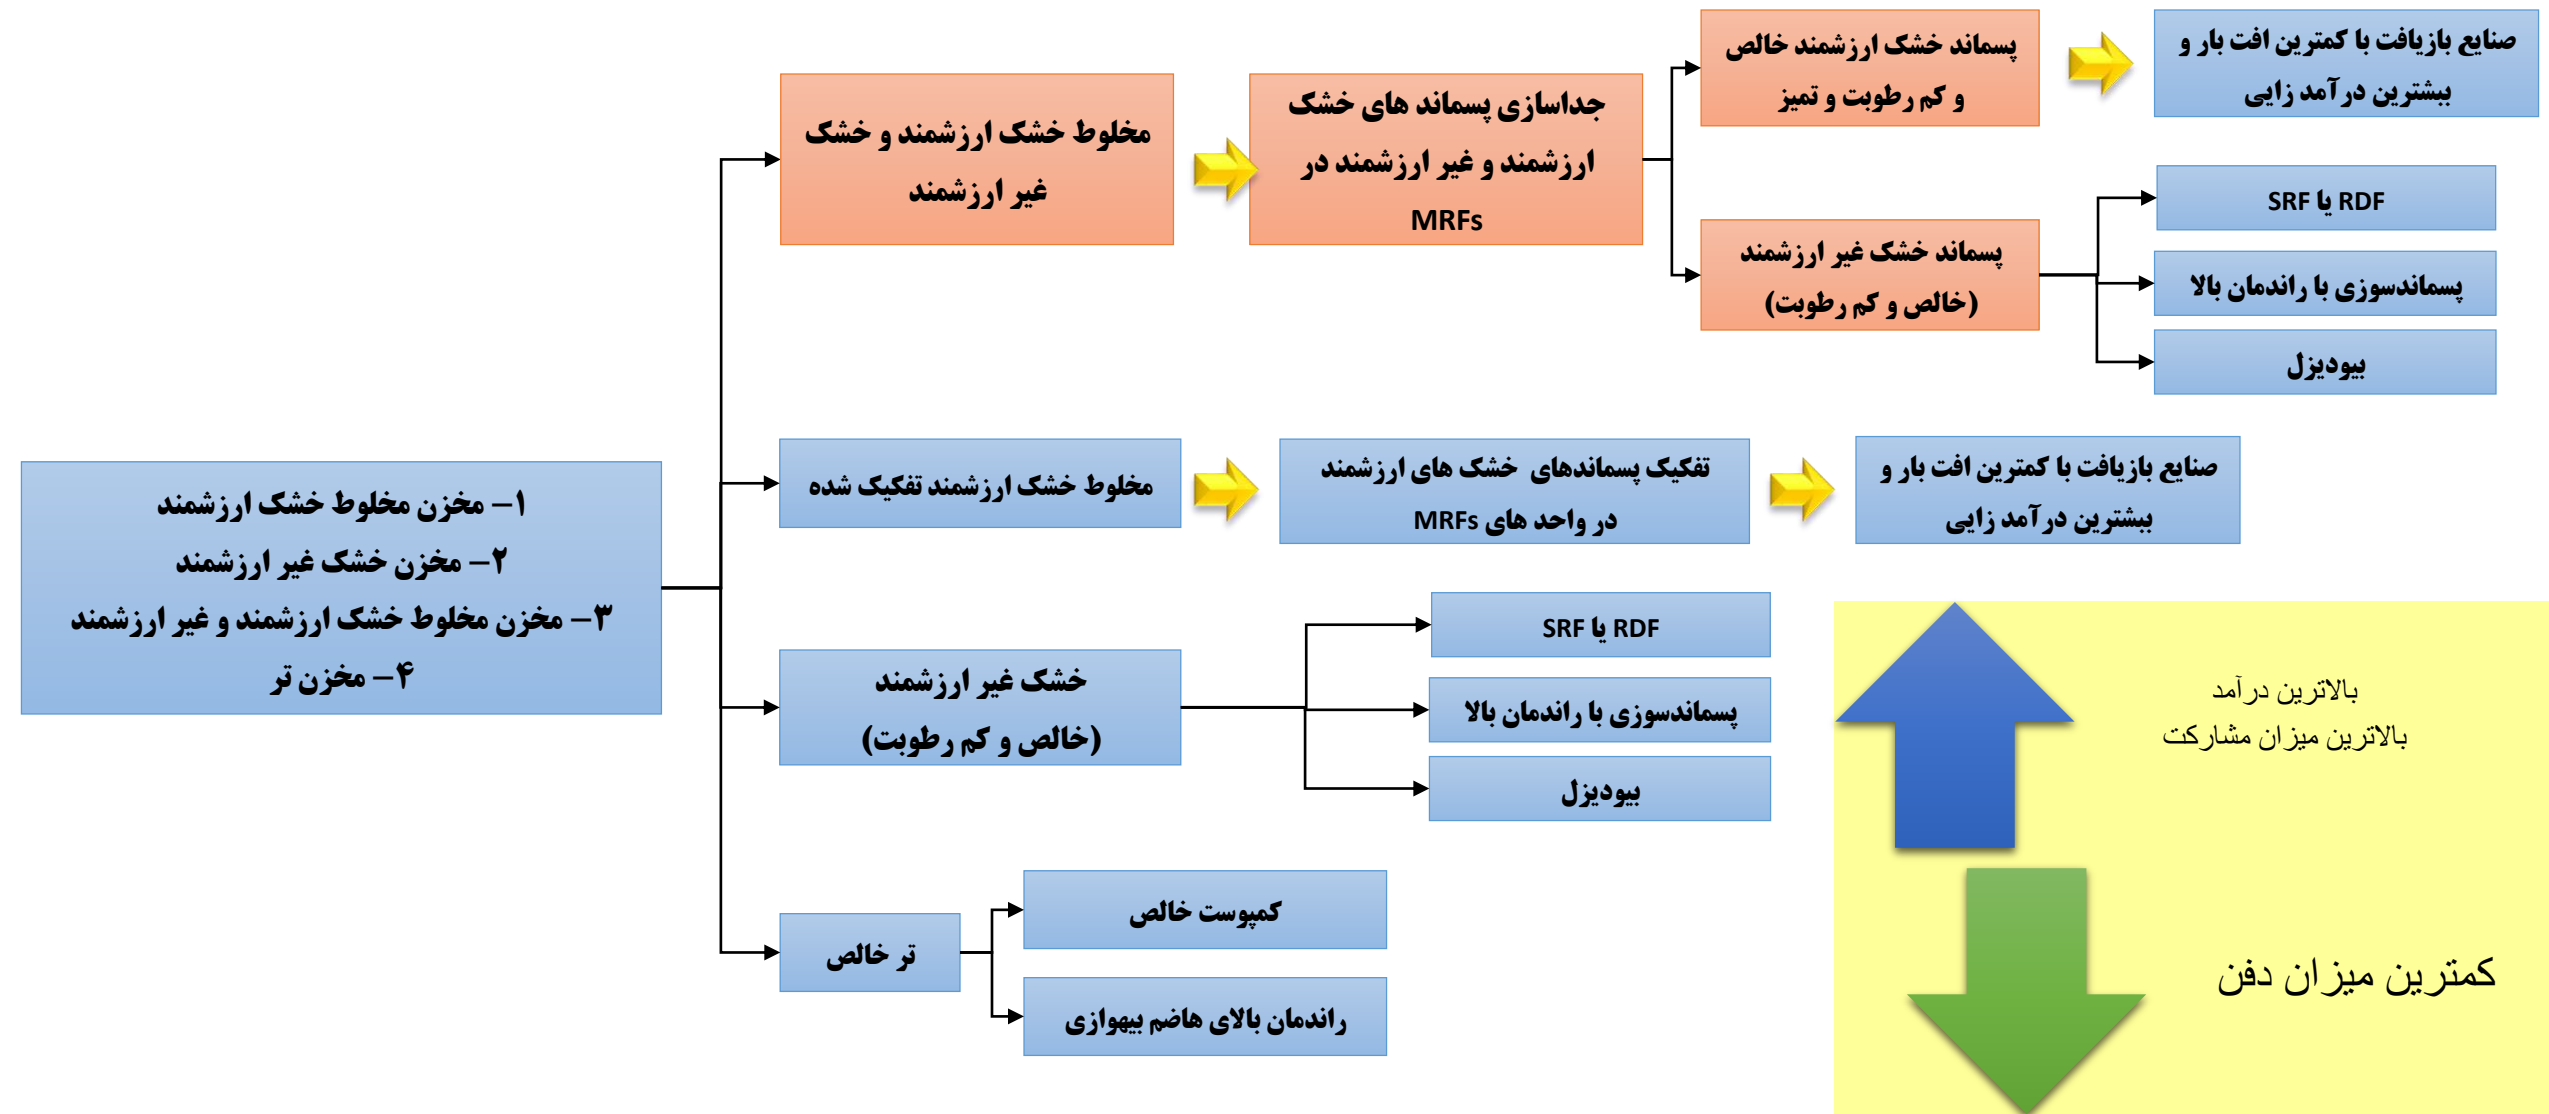 ۱- مخزن مخلوط خشک ارزشمند
۲- مخزن خشک غیر ارزشمند
۳- مخزن مخلوط خشک ارزشمند و غیر ارزشمند
۴- مخزن تر
مخلوط خشک ارزشمند و خشک
غیر ارزشمند
جداسازی پسماند های خشک
ارزشمند و غیر ارزشمند در
MRFs
پسماند خشک ارزشمند خالص
و کم رطوبت و تمیز
صنایع بازیافت با کمترین افت بار و
بیشترین درآمد زایی
پسماند خشک غیر ارزشمند
(خالص و کم رطوبت)
RDF یا SRF
پسماندسوزی با راندمان بالا
بیودیزل
مخلوط خشک ارزشمند تفکیک شده
تفکیک پسماندهای خشک های ارزشمند
در واحد های MRFs
صنایع بازیافت با کمترین افت بار و
بیشترین درآمد زایی
خشک غیر ارزشمند
(خالص و کم رطوبت)
RDF یا SRF
پسماندسوزی با راندمان بالا
بیودیزل
تر خالص
کمپوست خالص
راندمان بالای هاضم بیهوازی
بالاترین درآمد
بالاترین میزان مشارکت
کمترین میزان دفن